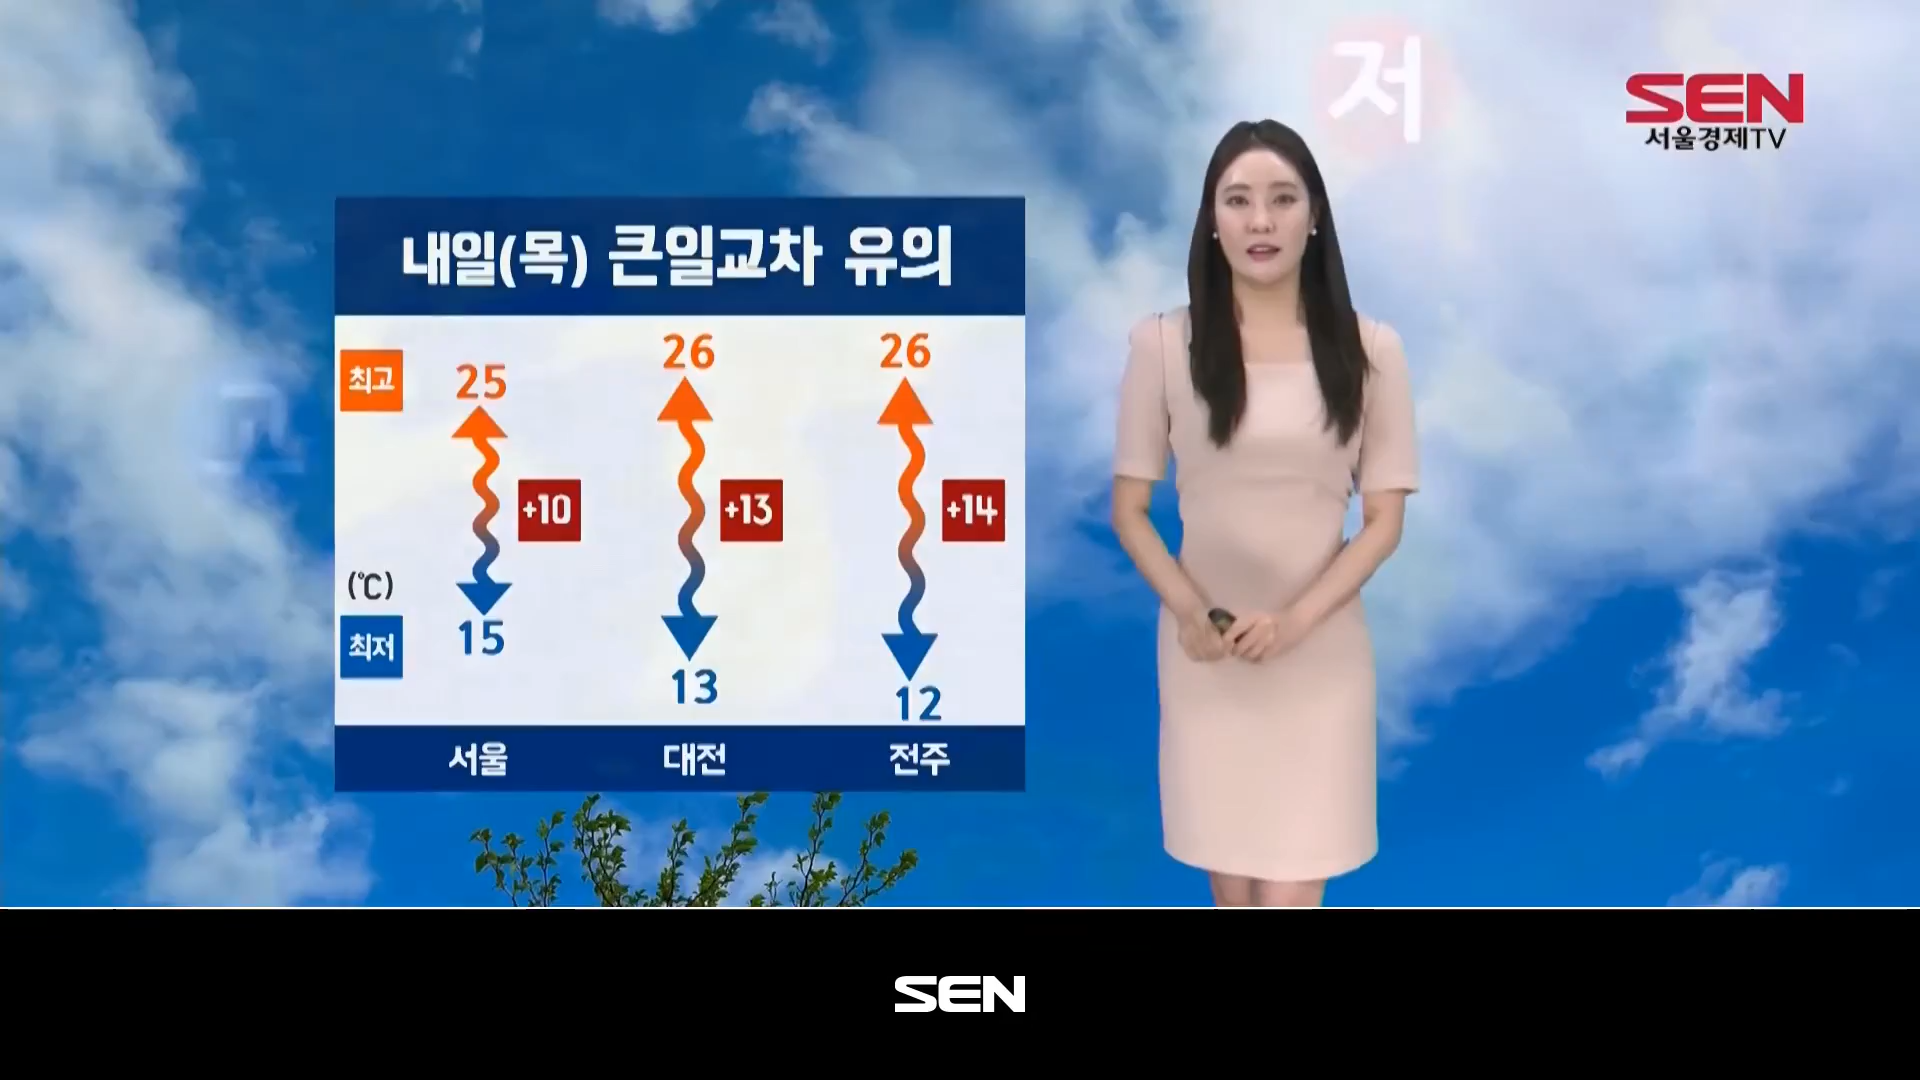 저
SEN
서울경제TV
내일(목) 큰일교차 유의
최고 25 26 26
+10 +13 +14
(℃)
최저 15 13 12
서울 대전 전주
SEN